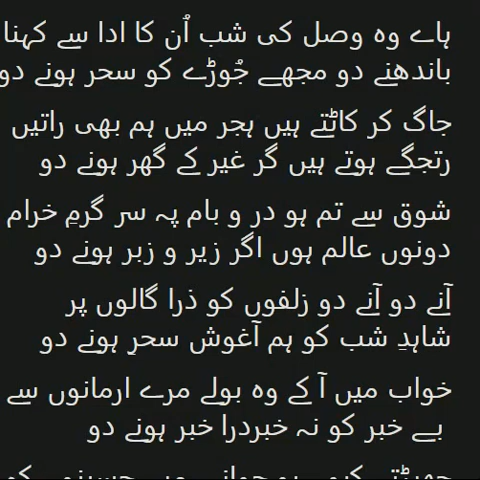 ہاے وہ وصل کی شب اُن کا ادا سے کہنا
باندھنے دو مجھے جُوڑے کو سحر ہونے دو
جاگ کر کاٹتے ہیں ہجر میں ہم بھی راتیں
رتجگے ہوتے ہیں گر غیر کے گھر ہونے دو
شوق سے تم ہو در و بام پہ سر گرمِ خرام
دونوں عالم ہوں اگر زیر و زبر ہونے دو
آنے دو آنے دو زلفوں کو ذرا گالوں پر
شاہدِ شب کو ہم آغوش سحرِ ہونے دو
خواب میں آ کے وہ بولے مرے ارمانوں سے
بے خبر کو نہ خبردرا خبر ہونے دو